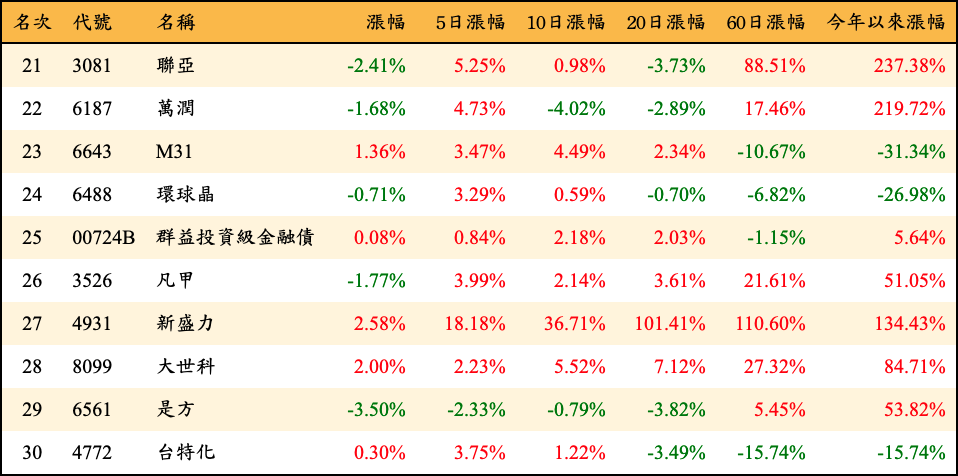 名次 代號 名稱 漲幅 5日漲幅 10日漲幅 20日漲幅 60日漲幅 今年以來漲幅
21 3081 聯亞 -2.41% 5.25% 0.98% -3.73% 88.51% 237.38%
22 6187 萬潤 -1.68% 4.73% -4.02% -2.89% 17.46% 219.72%
23 6643 M31 1.36% 3.47% 4.49% 2.34% -10.67% -31.34%
24 6488 環球晶 -0.71% 3.29% 0.59% -0.70% -6.82% -26.98%
25 00724B 群益投資級金融債 0.08% 0.84% 2.18% 2.03% -1.15% 5.64%
26 3526 凡甲 -1.77% 3.99% 2.14% 3.61% 21.61% 51.05%
27 4931 新盛力 2.58% 18.18% 36.71% 101.41% 110.60% 134.43%
28 8099 大世科 2.00% 2.23% 5.52% 7.12% 27.32% 84.71%
29 6561 是方 -3.50% -2.33% -0.79% -3.82% 5.45% 53.82%
30 4772 台特化 0.30% 3.75% 1.22% -3.49% -15.74% -15.74%